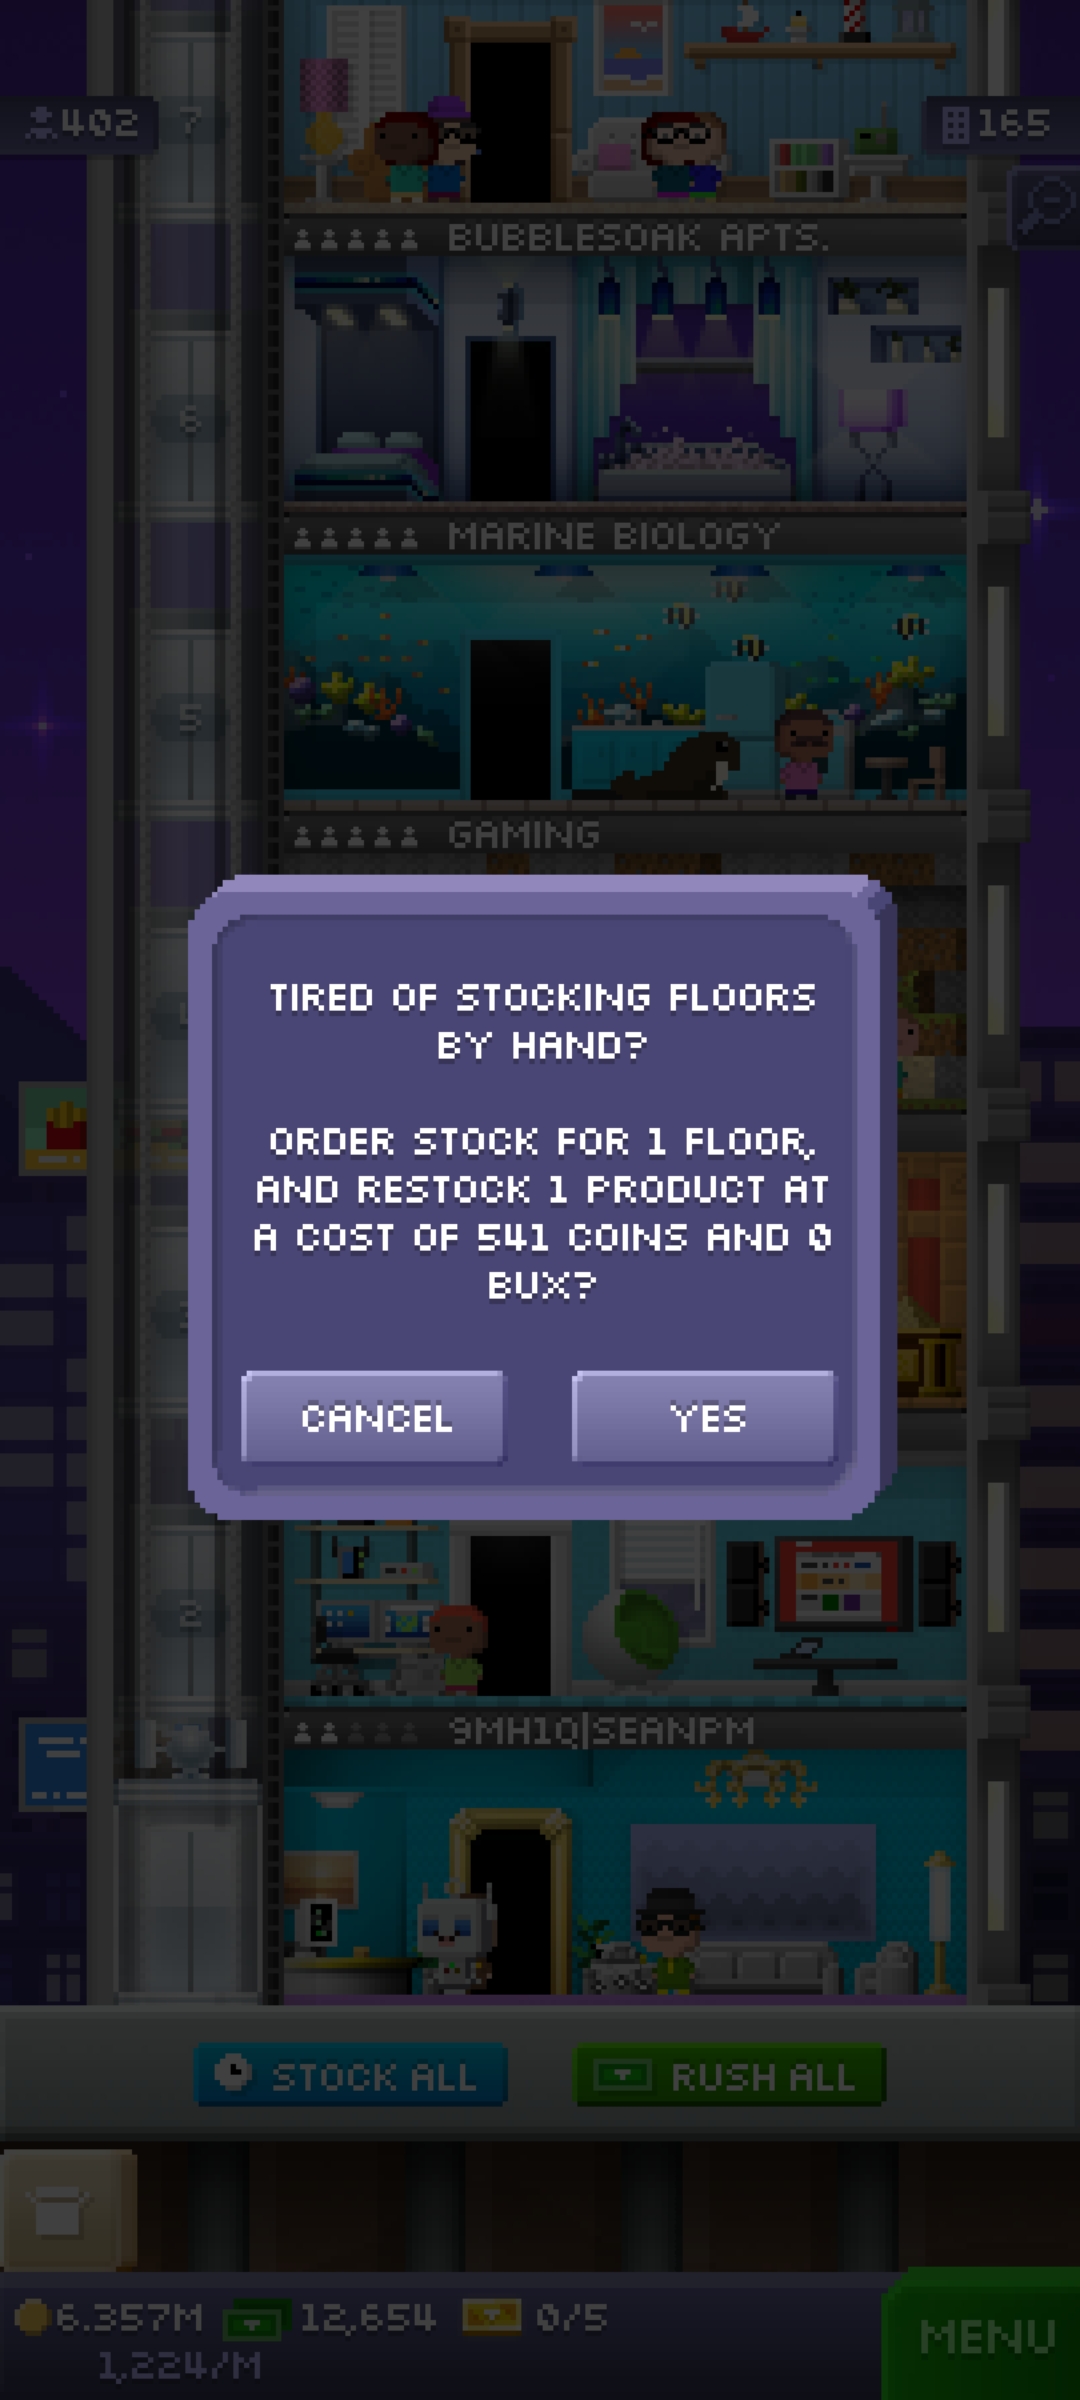 402
7
165
BUBBLESOAK APTS.
6
MARINE BIOLOGY
5
GAMING
TIRED OF STOCKING FLOORS
BY HAND?
ORDER STOCK FOR 1 FLOOR,
AND RESTOCK 1 PRODUCT AT
A COST OF 541 COINS AND 0
BUX?
CANCEL
YES
2
9MH1Q|SEANPM
STOCK ALL
RUSH ALL
6.357M
12,654
0/5
MENU
1,224/M